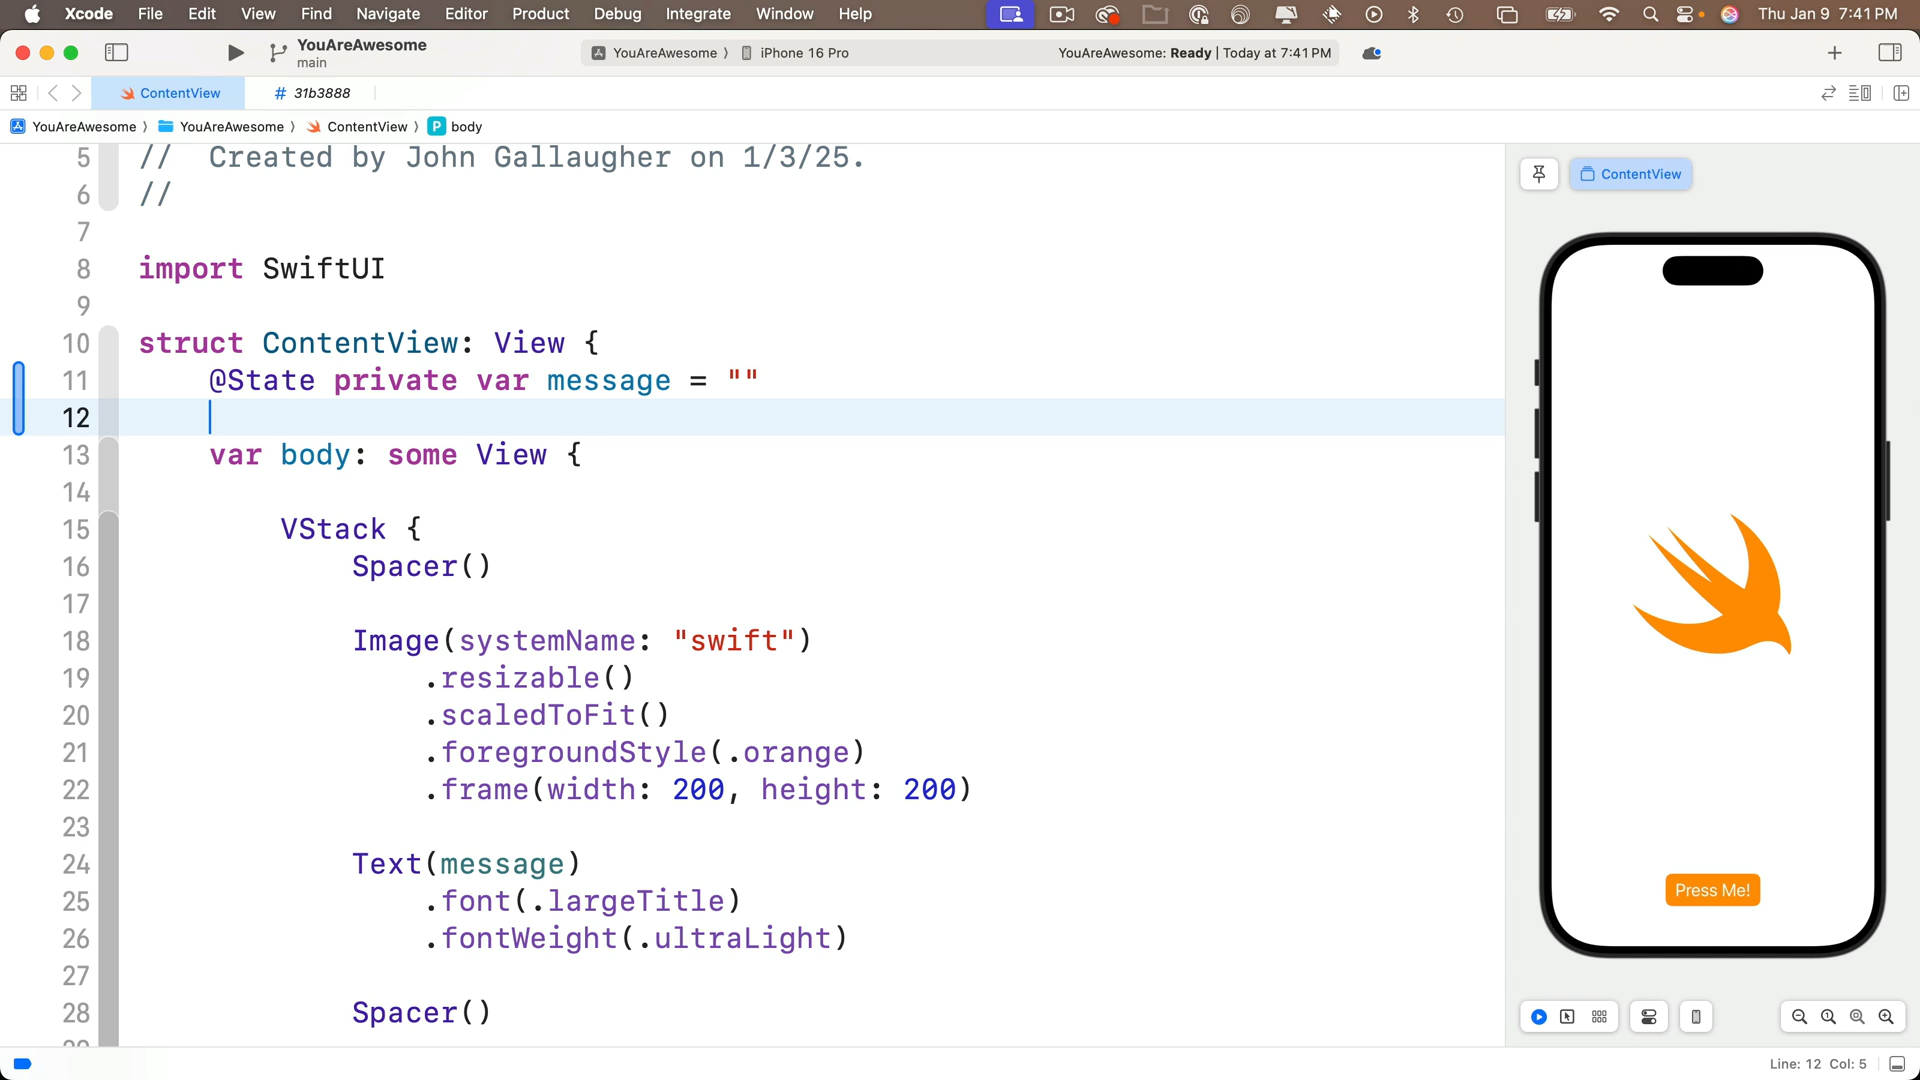 Xcode File Edit View Find Navigate Editor Product Debug Integrate Window Help Thu Jan 9 7:41 PM
YouAreAwesome
main
YouAreAwesome 〉 iPhone 16 Pro
YouAreAwesome: Ready | Today at 7:41 PM
ContentView
# 31b3888
YouAreAwesome 〉 YouAreAwesome 〉 ContentView 〉 P body
5 // Created by John Gallaugher on 1/3/25.
6 //
7
8 import SwiftUI
9
10 struct ContentView: View {
11 @State private var message = ""
12
13 var body: some View {
14
15 VStack {
16 Spacer()
17
18 Image(systemName: "swift")
19 .resizable()
20 .scaledToFit()
21 .foregroundStyle(.orange)
22 .frame(width: 200, height: 200)
23
24 Text(message)
25 .font(.largeTitle)
26 .fontWeight(.ultraLight)
27
28 Spacer()
ContentView
Press Me!
Line: 12 Col: 5